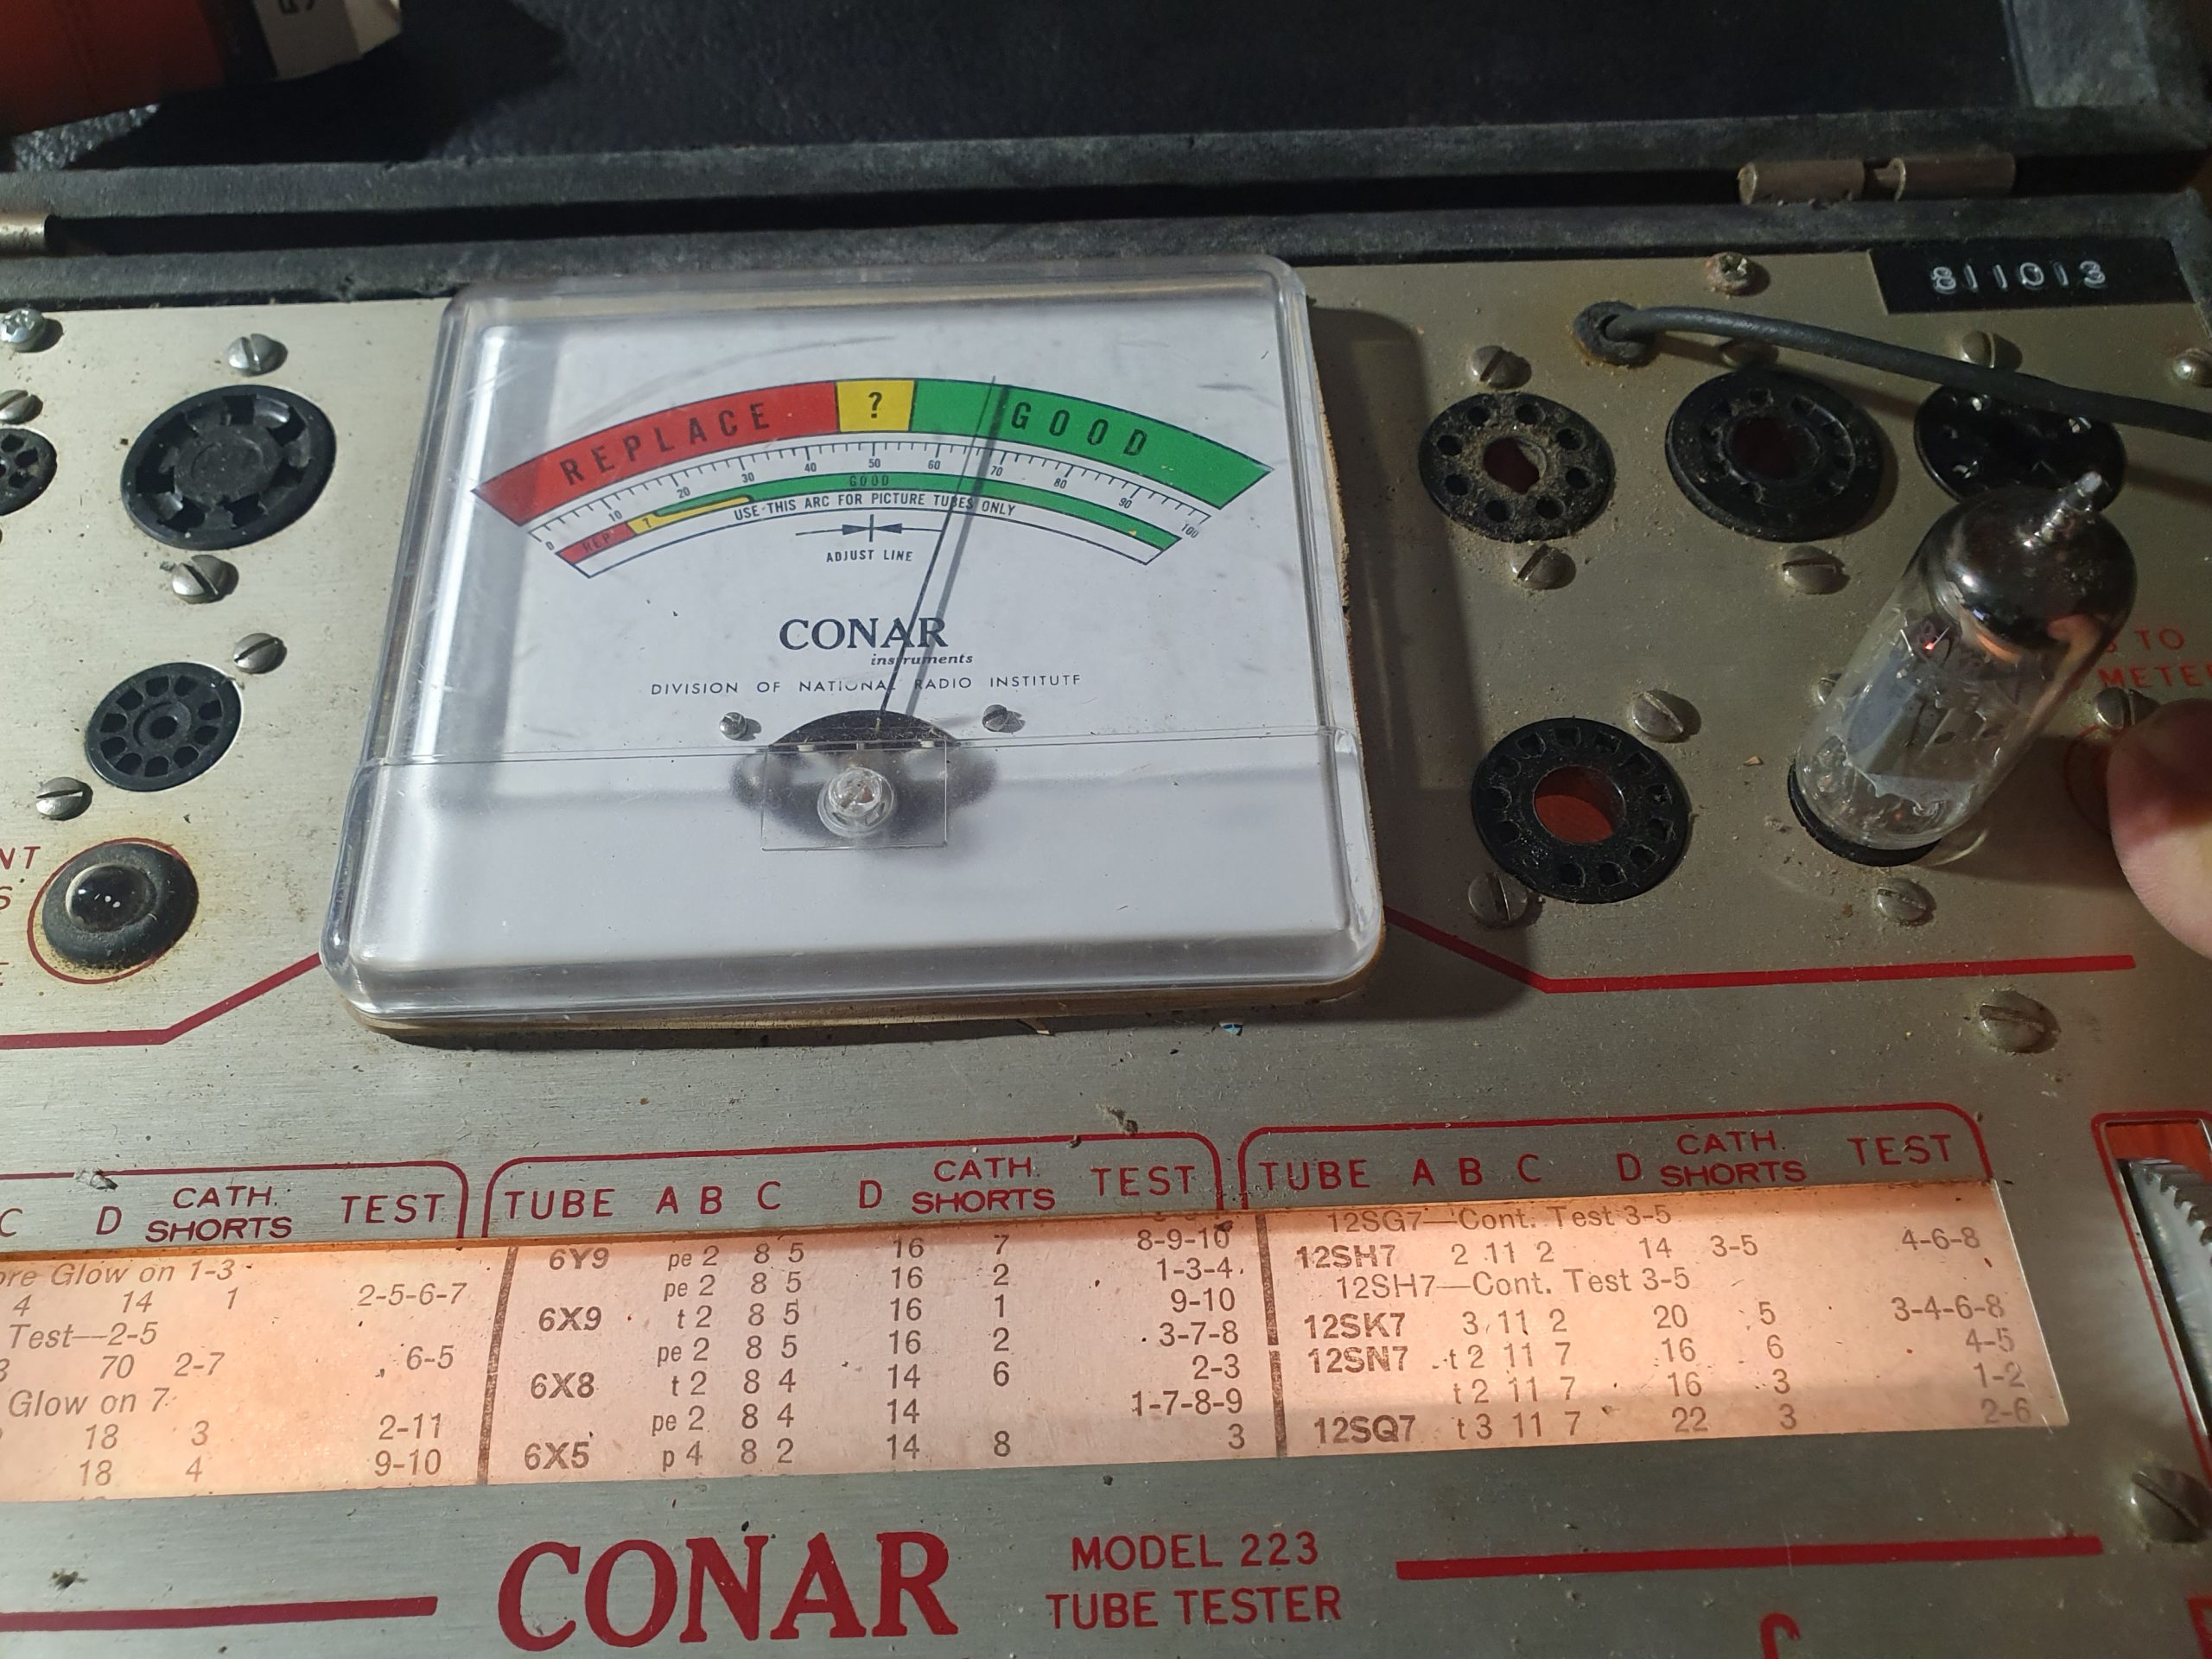 811013
REPLACE ? GOOD
0 10 20 30 40 50 60 70 80 90 100
REP ? GOOD
USE THIS ARC FOR PICTURE TUBES ONLY
ADJUST LINE
CONAR
instruments
DIVISION OF NATIONAL RADIO INSTITUTE
TO
METER
C D CATH. SHORTS TEST
Glow on 1-3
4 14 1 2-5-6-7
Test—2-5
70 2-7 6-5
Glow on 7
18 3 2-11
18 4 9-10
TUBE A B C D CATH. SHORTS TEST
6Y9 pe 2 8 5 16 7 8-9-10
pe 2 8 5 16 2 1-3-4
6X9 t 2 8 5 16 1 9-10
pe 2 8 5 16 2 3-7-8
6X8 t 2 8 4 14 6 2-3
pe 2 8 4 14 1-7-8-9
6X5 p 4 8 2 14 8 3
TUBE A B C D CATH. SHORTS TEST
12SG7—Cont. Test 3-5
12SH7 2 11 2 14 3-5 4-6-8
12SH7—Cont. Test 3-5
12SK7 3 11 2 20 5 3-4-6-8
12SN7 t 2 11 7 16 6 4-5
t 2 11 7 16 3 1-2
12SQ7 t 3 11 7 22 3 2-6
CONAR
MODEL 223
TUBE TESTER
C